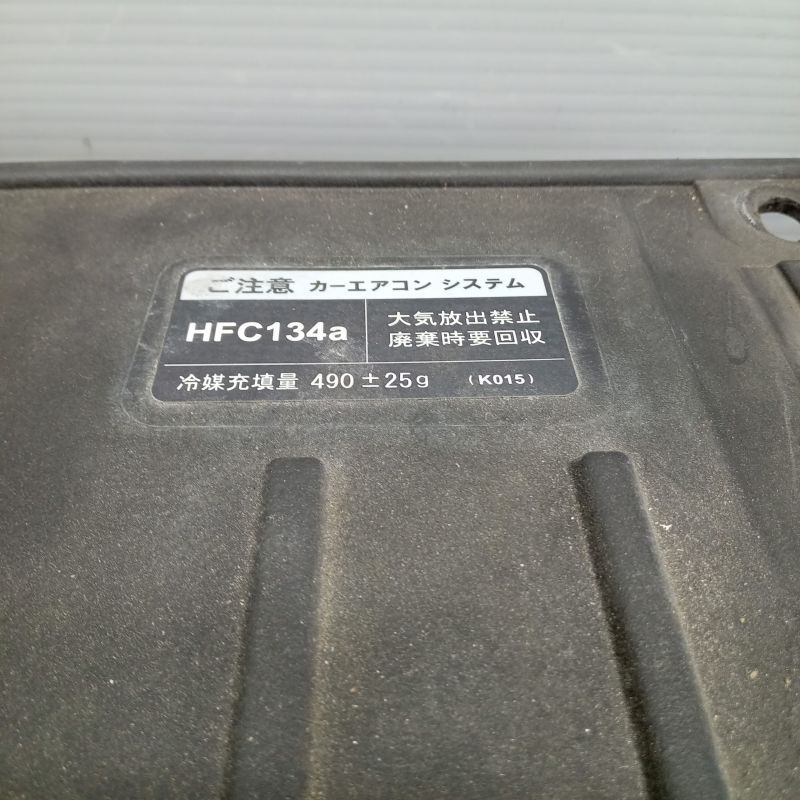 ご注意 カーエアコン システム
HFC134a
大気放出禁止
廃棄時要回収
冷媒充填量 490±25g (K015)